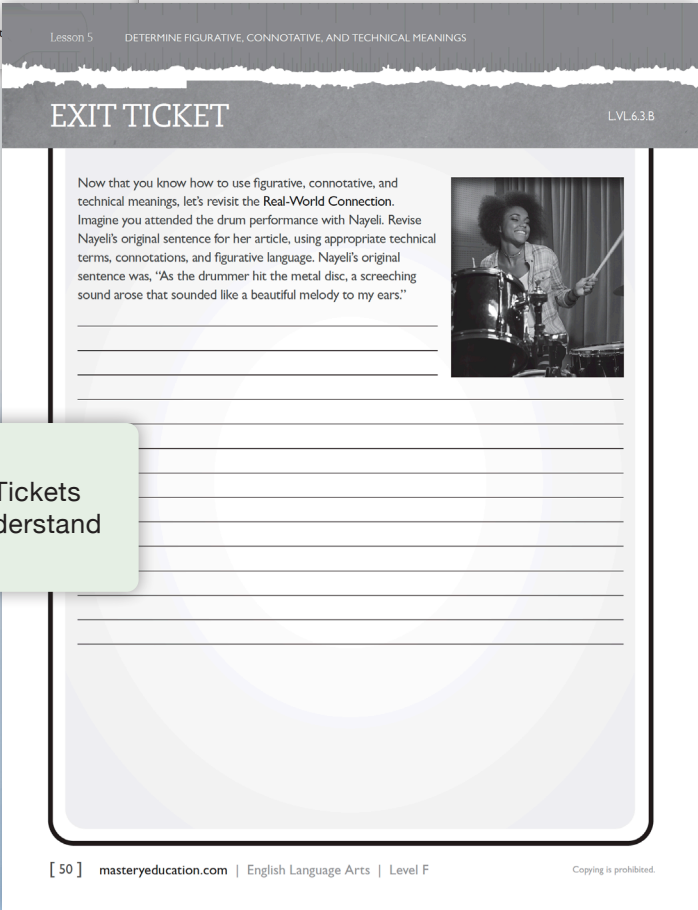 Lesson 5 DETERMINE FIGURATIVE, CONNOTATIVE, AND TECHNICAL MEANINGS
EXIT TICKET
L.VL.6.3.B
Now that you know how to use figurative, connotative, and
technical meanings, let's revisit the Real-World Connection.
Imagine you attended the drum performance with Nayeli. Revise
Nayeli's original sentence for her article, using appropriate technical
terms, connotations, and figurative language. Nayeli's original
sentence was, "As the drummer hit the metal disc, a screeching
sound arose that sounded like a beautiful melody to my ears."
Tickets
derstand
[ 50 ] masteryeducation.com | English Language Arts | Level F
Copying is prohibited.